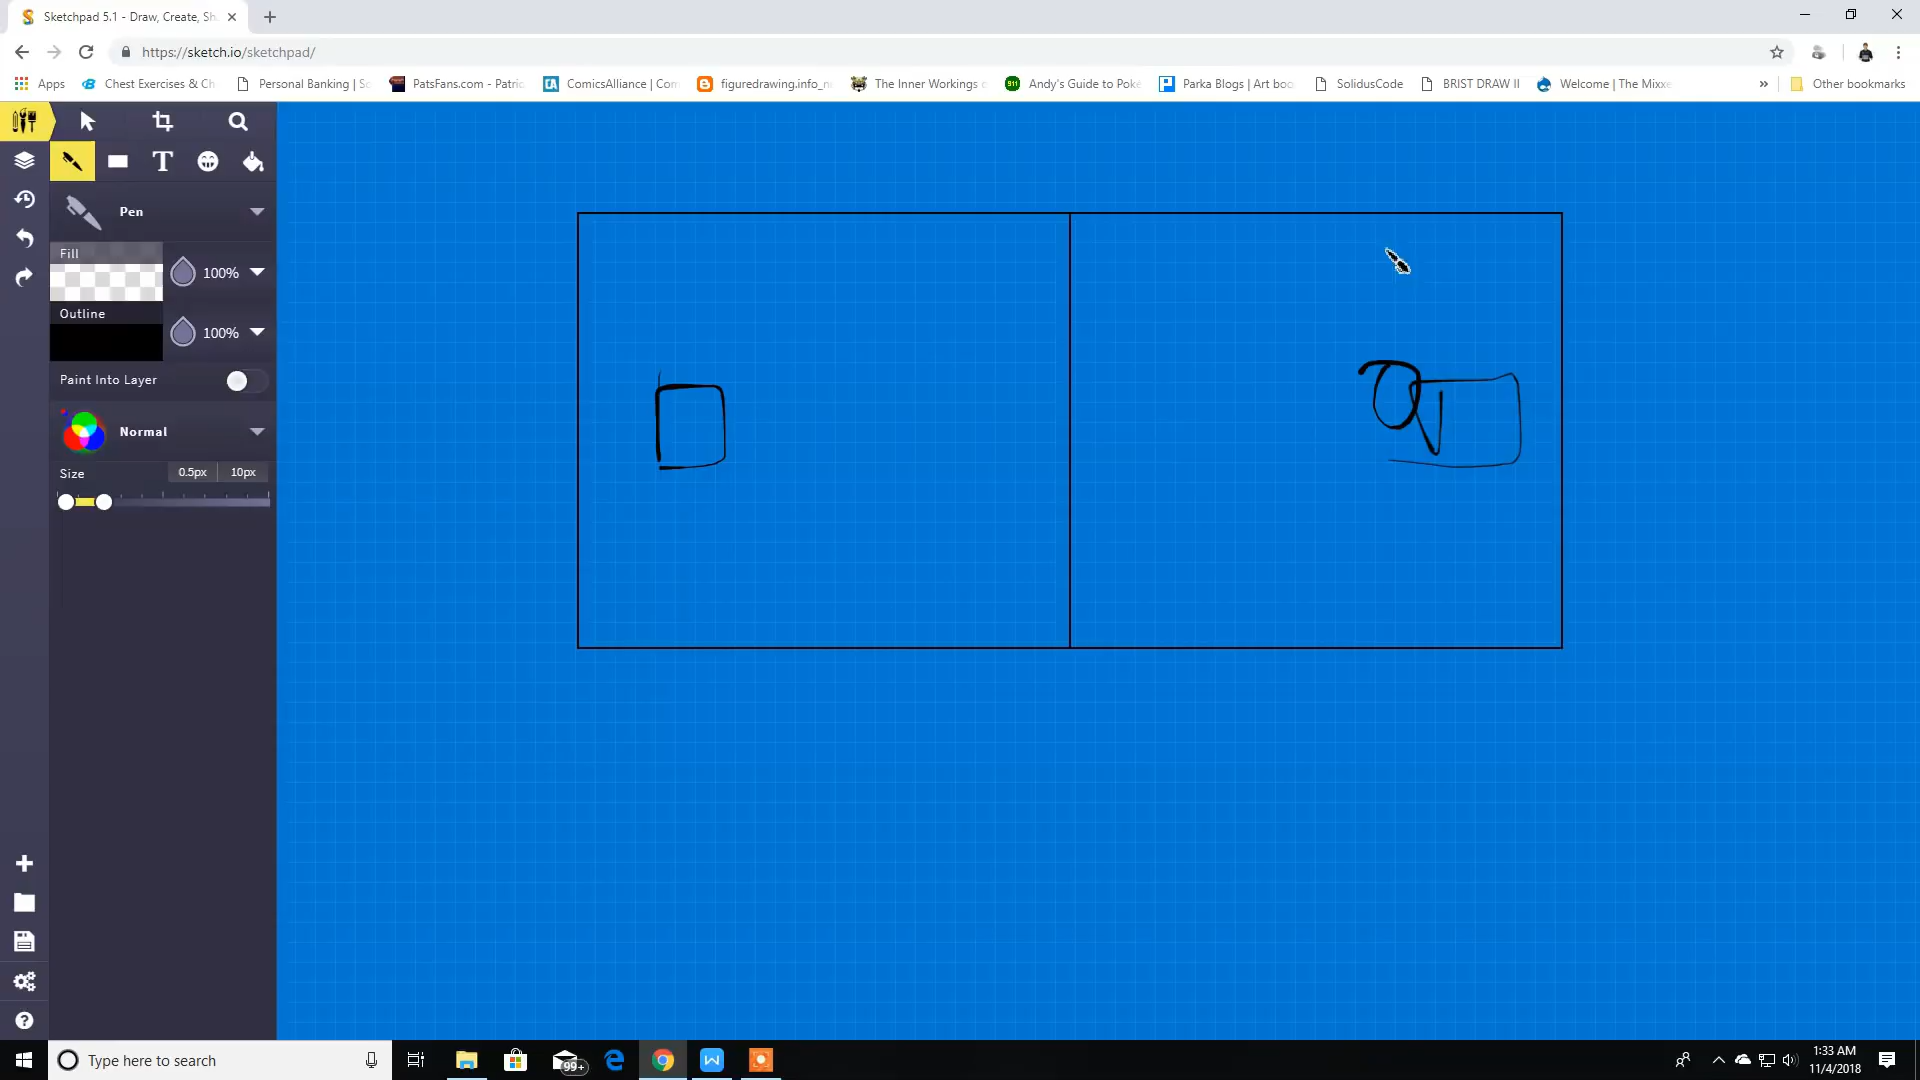 Sketchpad 5.1 - Draw, Create, Sh
https://sketch.io/sketchpad/
Apps
Chest Exercises & Ch
Personal Banking | Sc
PatsFans.com - Patric
ComicsAlliance | Com
figuredrawing.info_n
The Inner Workings o
Andy's Guide to Poké
Parka Blogs | Art boo
SolidusCode
BRIST DRAW II
Welcome | The Mixxe
»
Other bookmarks
T
Pen
Fill
100%
Outline
100%
Paint Into Layer
Normal
Size
0.5px
10px
Type here to search
99+
1:33 AM
11/4/2018